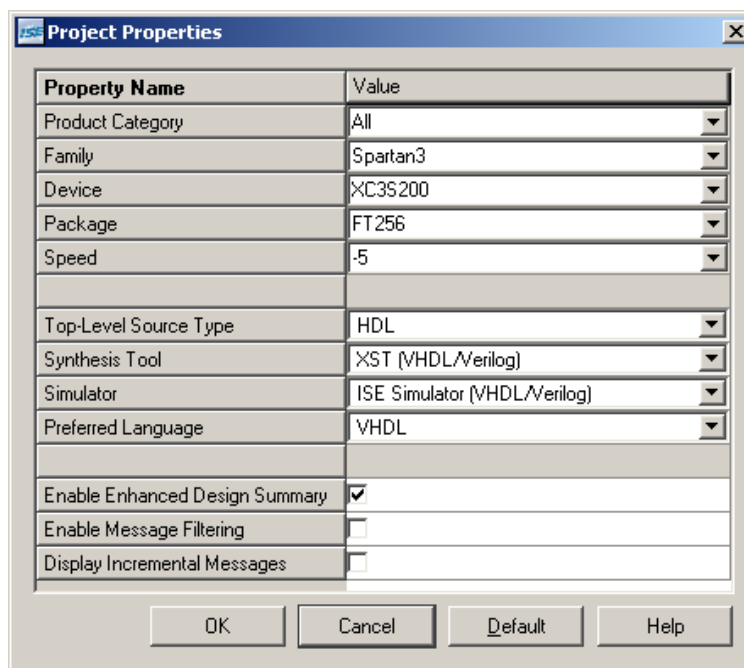 ISE Project Properties
Property Name Value
Product Category All
Family Spartan3
Device XC3S200
Package FT256
Speed -5
Top-Level Source Type HDL
Synthesis Tool XST (VHDL/Verilog)
Simulator ISE Simulator (VHDL/Verilog)
Preferred Language VHDL
Enable Enhanced Design Summary
Enable Message Filtering
Display Incremental Messages
OK Cancel Default Help